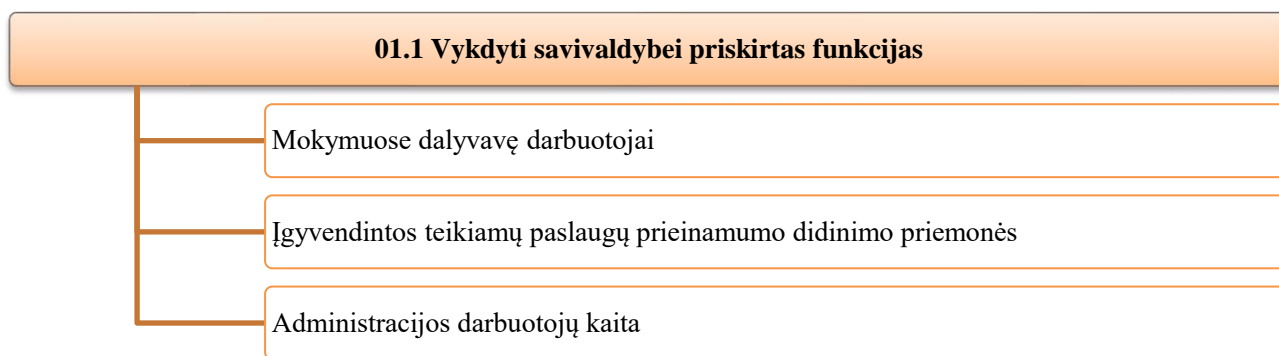 01.1 Vykdyti savivaldybei priskirtas funkcijas
Mokymuose dalyvavę darbuotojai
Įgyvendintos teikiamų paslaugų prieinamumo didinimo priemonės
Administracijos darbuotojų kaita